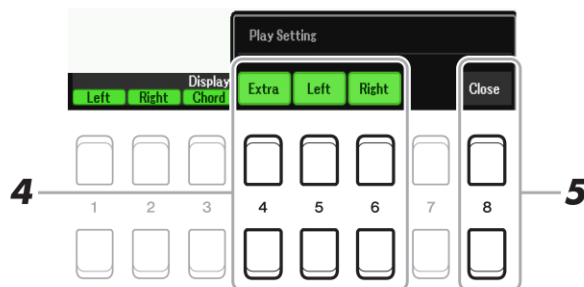 Play Setting
Display
Left Right Chord Extra Left Right Close
4 5
1 2 3 4 5 6 7 8